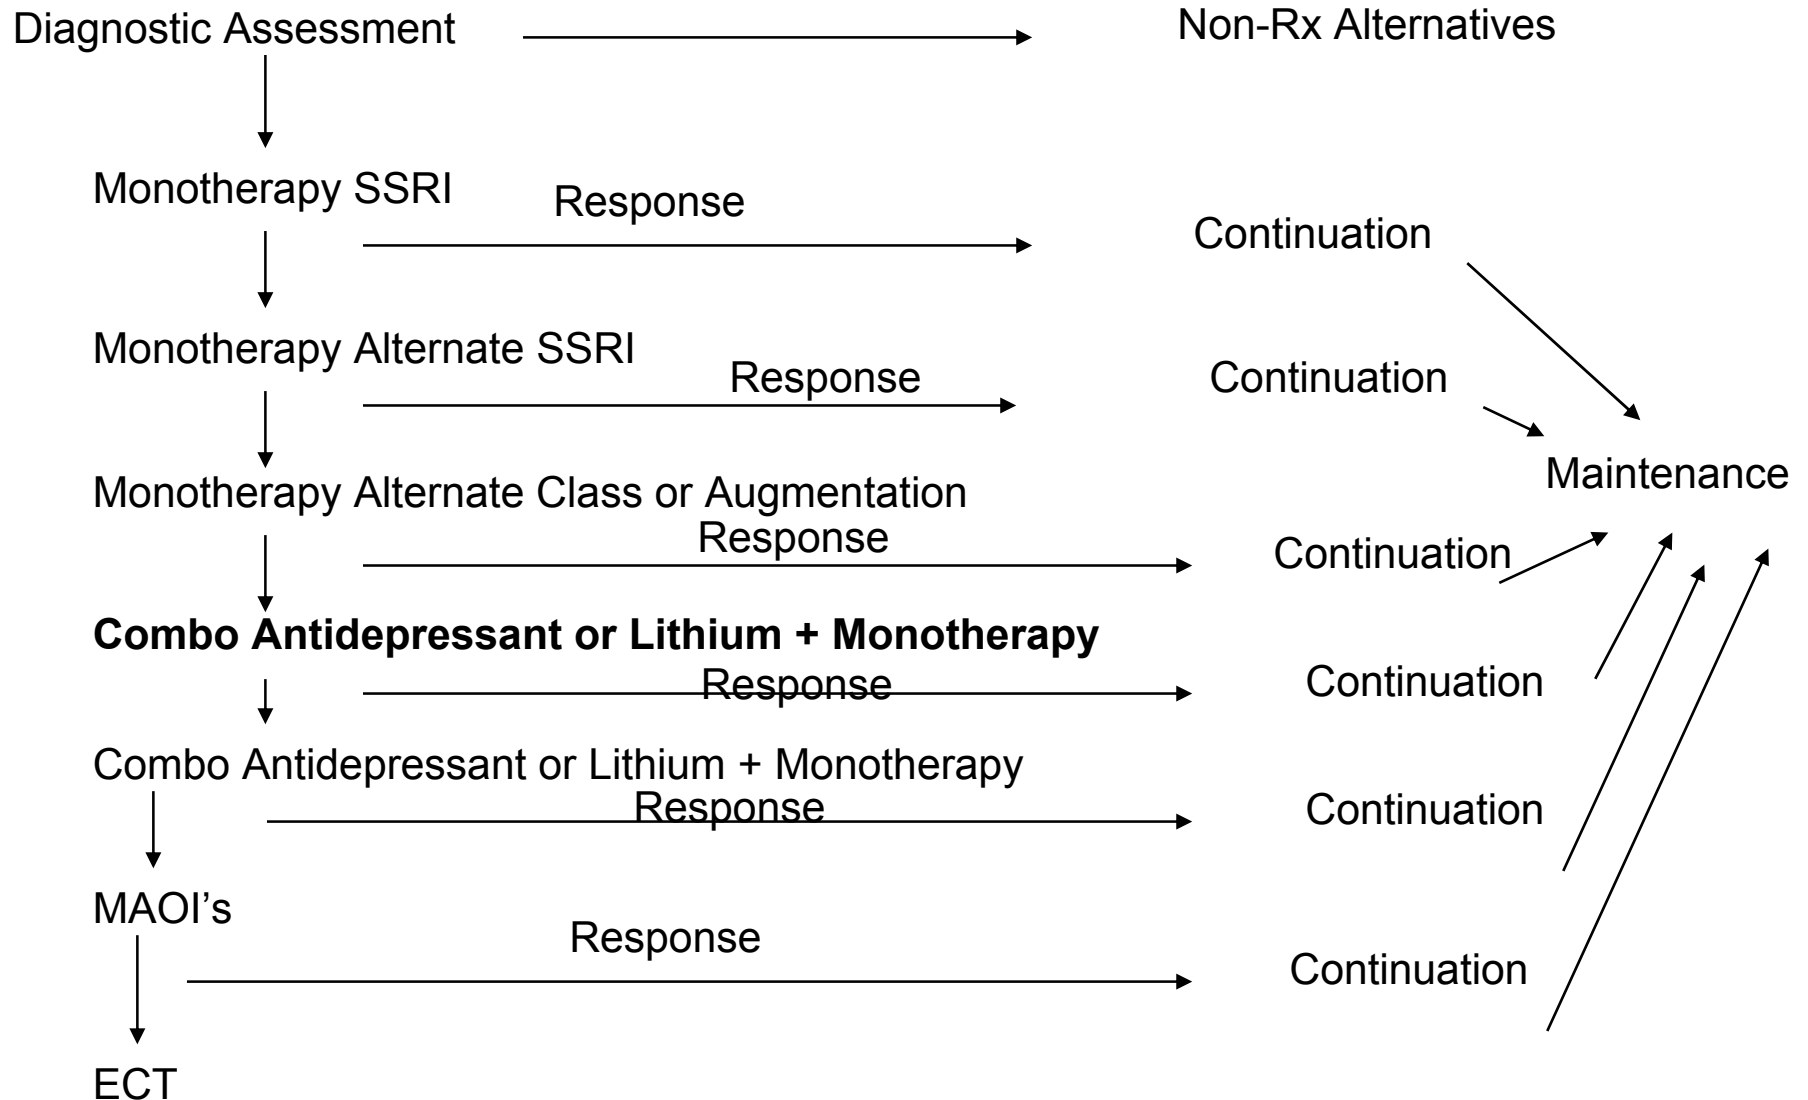 Diagnostic Assessment
Non-Rx Alternatives
Monotherapy SSRI
Response
Continuation
Monotherapy Alternate SSRI
Response
Continuation
Maintenance
Monotherapy Alternate Class or Augmentation
Response
Continuation
Combo Antidepressant or Lithium + Monotherapy
Response
Continuation
Combo Antidepressant or Lithium + Monotherapy
Response
Continuation
MAOI’s
Response
Continuation
ECT